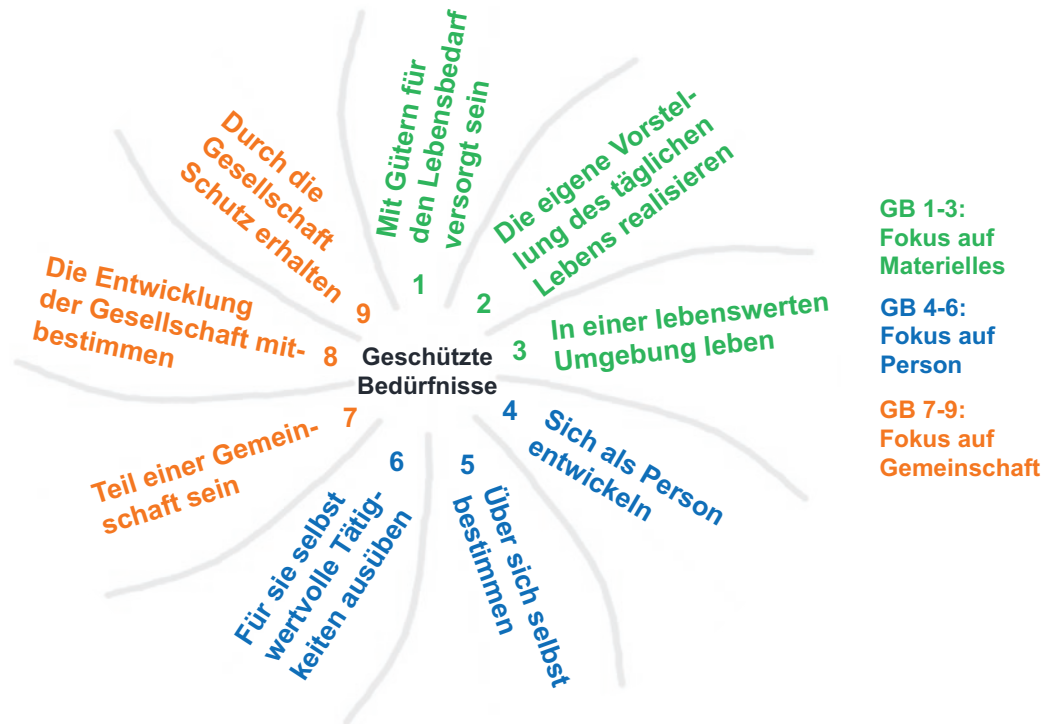 Geschützte
Bedürfnisse
1
Mit Gütern für
den Lebensbedarf
versorgt sein
2
Die eigene Vorstel-
lung des täglichen
Lebens realisieren
3
In einer lebenswerten
Umgebung leben
4
Sich als Person
entwickeln
5
Über sich selbst
bestimmen
6
Für sie selbst
wertvolle Tätig-
keiten ausüben
7
Teil einer Gemein-
schaft sein
8
Die Entwicklung
der Gesellschaft mit-
bestimmen
9
Durch die
Gesellschaft
Schutz erhalten
GB 1-3:
Fokus auf
Materielles
GB 4-6:
Fokus auf
Person
GB 7-9:
Fokus auf
Gemeinschaft